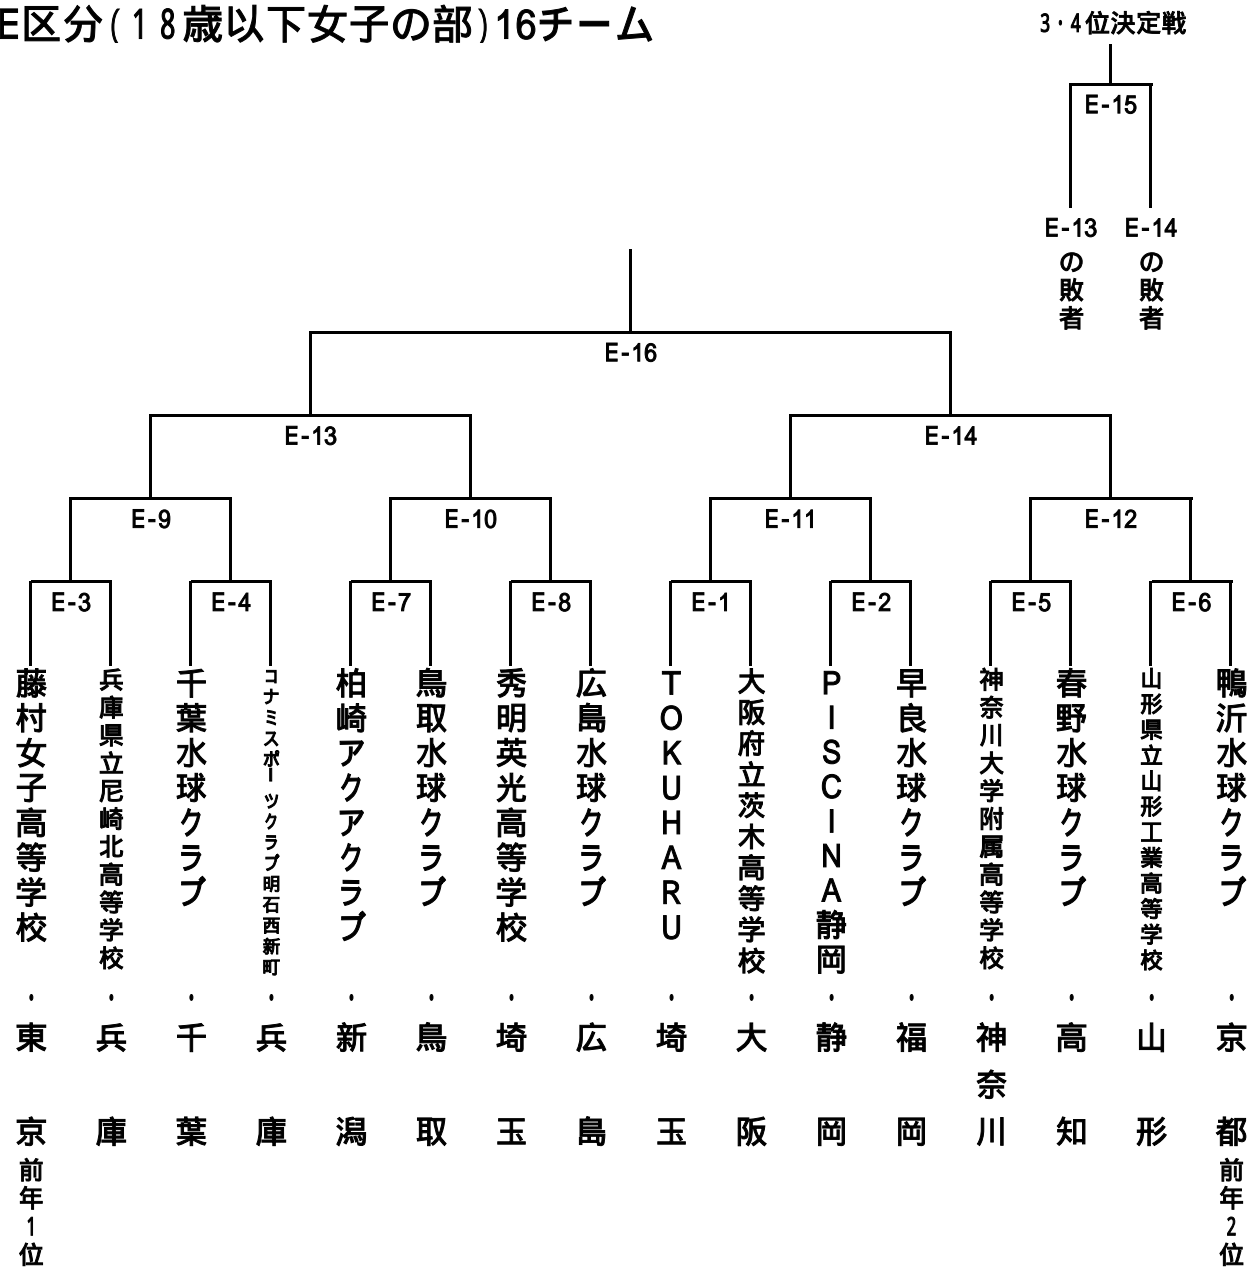 E区分(18歳以下女子の部)16チーム
3・4位決定戦
E-15
E-13の敗者
E-14の敗者
E-16
E-13
E-14
E-9
E-10
E-11
E-12
E-3
E-4
E-7
E-8
E-1
E-2
E-5
E-6
藤村女子高等学校・東京前年1位
兵庫県立尼崎北高等学校・兵庫
千葉水球クラブ・千葉
コナミスポーツクラブ明石西新町・兵庫
柏崎アクアクラブ・新潟
鳥取水球クラブ・鳥取
秀明英光高等学校・埼玉
広島水球クラブ・広島
TOKUHARU・埼玉
大阪府立茨木高等学校・大阪
PISCINA静岡・静岡
早良水球クラブ・福岡
神奈川大学附属高等学校・神奈川
春野水球クラブ・高知
山形県立山形工業高等学校・山形
鴨沂水球クラブ・京都前年2位